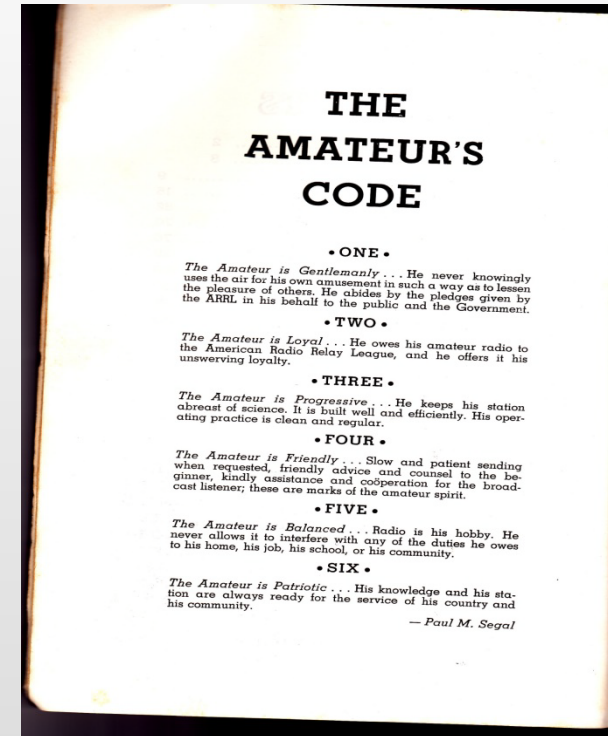 THE
AMATEUR'S
CODE
• ONE •
The Amateur is Gentlemanly . . . He never knowingly
uses the air for his own amusement in such a way as to lessen
the pleasure of others. He abides by the pledges given by
the ARRL in his behalf to the public and the Government.
• TWO •
The Amateur is Loyal . . . He owes his amateur radio to
the American Radio Relay League, and he offers it his
unswerving loyalty.
• THREE •
The Amateur is Progressive . . . He keeps his station
abreast of science. It is built well and efficiently. His oper-
ating practice is clean and regular.
• FOUR •
The Amateur is Friendly . . . Slow and patient sending
when requested, friendly advice and counsel to the be-
ginner, kindly assistance and coöperation for the broad-
cast listener; these are marks of the amateur spirit.
• FIVE •
The Amateur is Balanced . . . Radio is his hobby. He
never allows it to interfere with any of the duties he owes
to his home, his job, his school, or his community.
• SIX •
The Amateur is Patriotic . . . His knowledge and his sta-
tion are always ready for the service of his country and
his community.
— Paul M. Segal